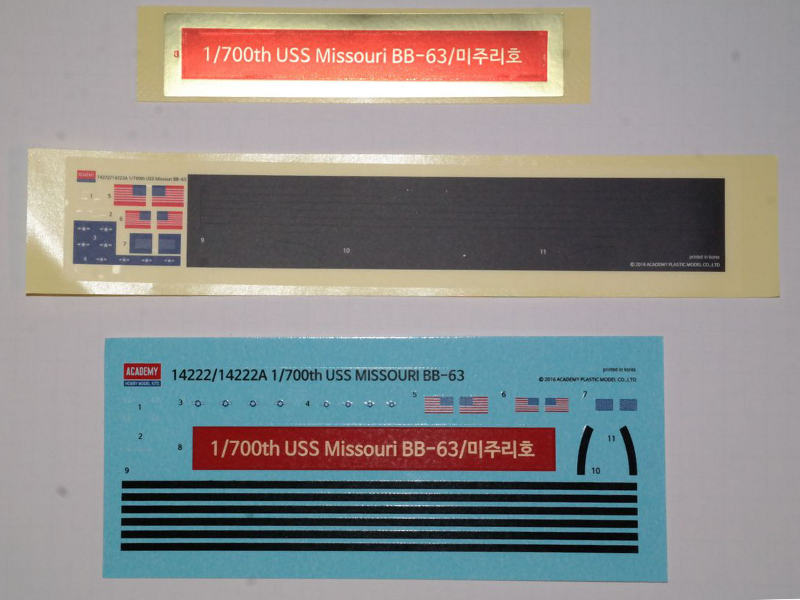 8
1/700th USS Missouri BB-63/미주리호
ACADEMY
14222/14222A 1/700th USS Missouri BB-63
1
5
2
6
3
7
9
10
11
printed in korea
© 2016 ACADEMY PLASTIC MODEL CO.,LTD
ACADEMY
HOBBY MODEL KITS
14222/14222A 1/700th USS MISSOURI BB-63
printed in korea
© 2016 ACADEMY PLASTIC MODEL CO.,LTD
1
3
4
5
6
7
2
8
1/700th USS Missouri BB-63/미주리호
11
9
10